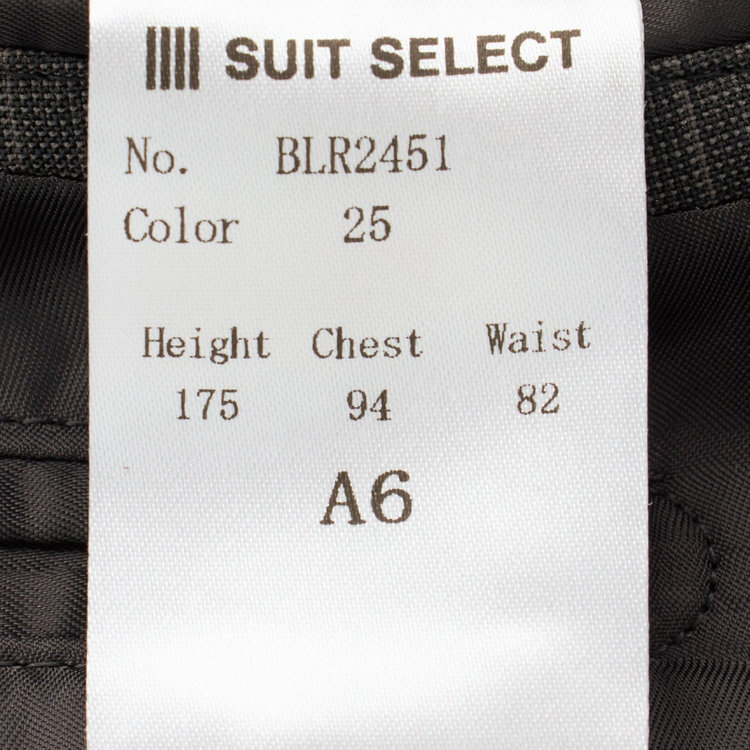 SUIT SELECT
No. BLR2451
Color 25
Height Chest Waist
175 94 82
A6